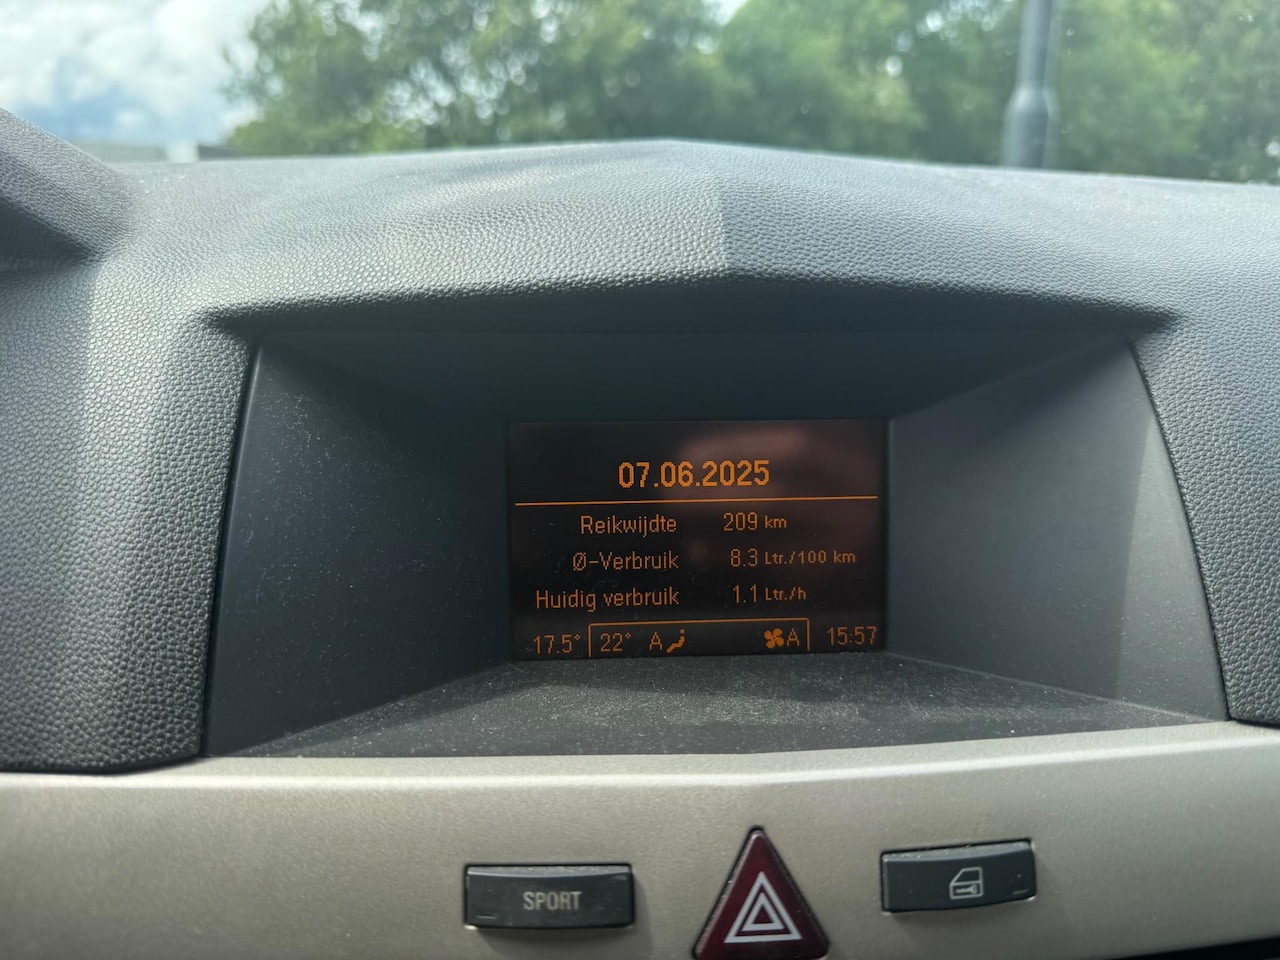 07.06.2025
Reikwijdte 209 km
Ø-Verbruik 8.3 Ltr./100 km
Huidig verbruik 1.1 Ltr./h
17.5° 22° A A 15:57
SPORT